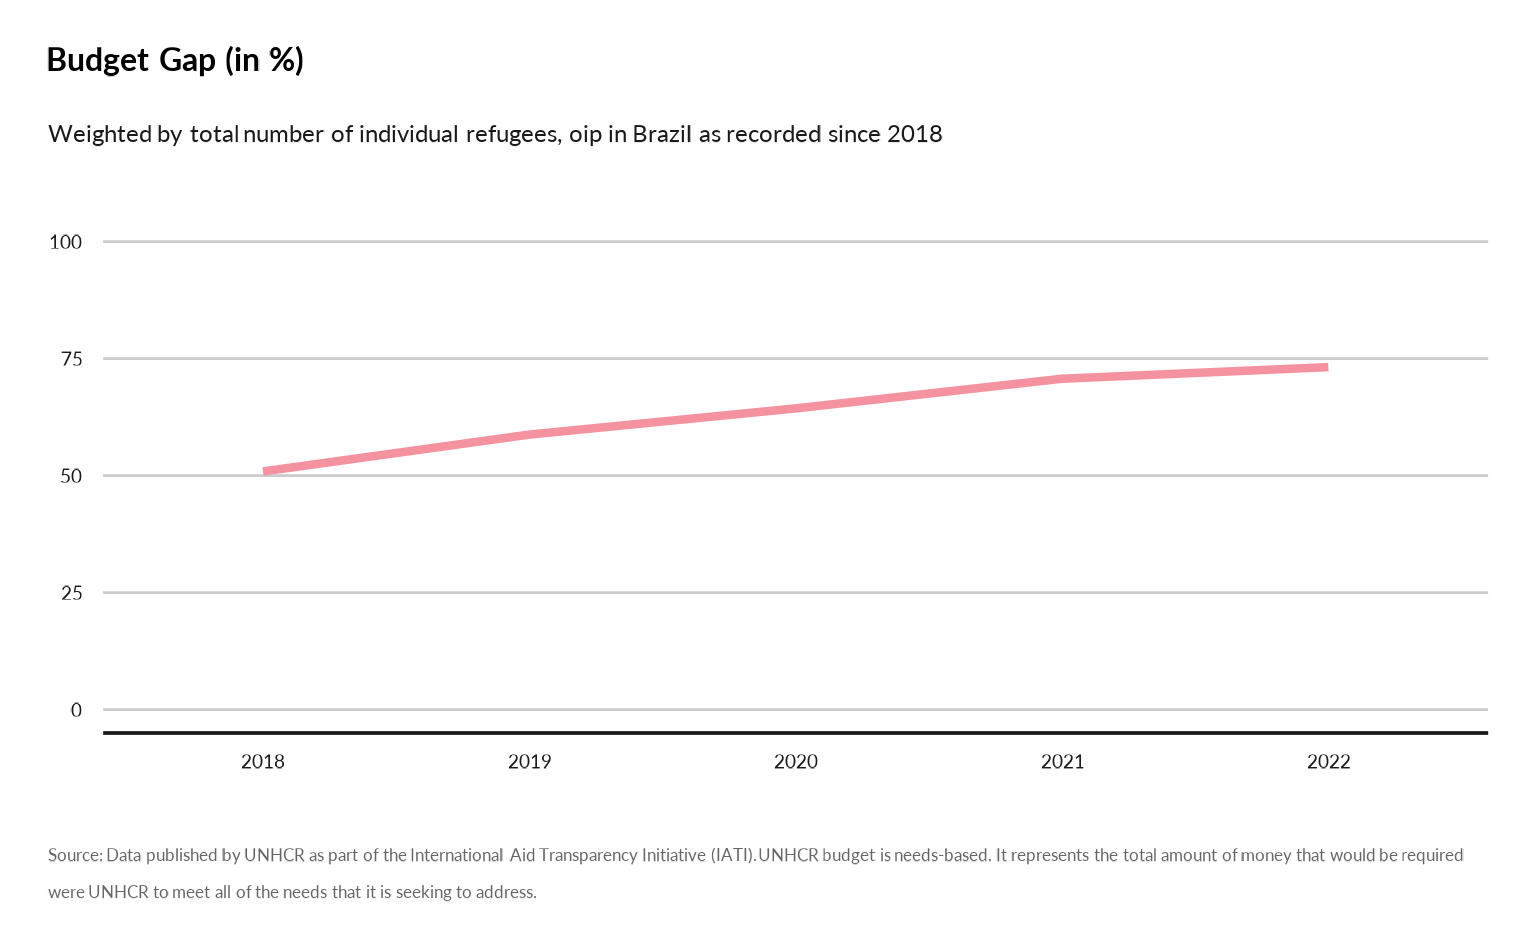 Budget Gap (in %)
Weighted by total number of individual refugees, oip in Brazil as recorded since 2018
100
75
50
25
0
2018 2019 2020 2021 2022
Source: Data published by UNHCR as part of the International Aid Transparency Initiative (IATI).UNHCR budget is needs-based. It represents the total amount of money that would be required
were UNHCR to meet all of the needs that it is seeking to address.